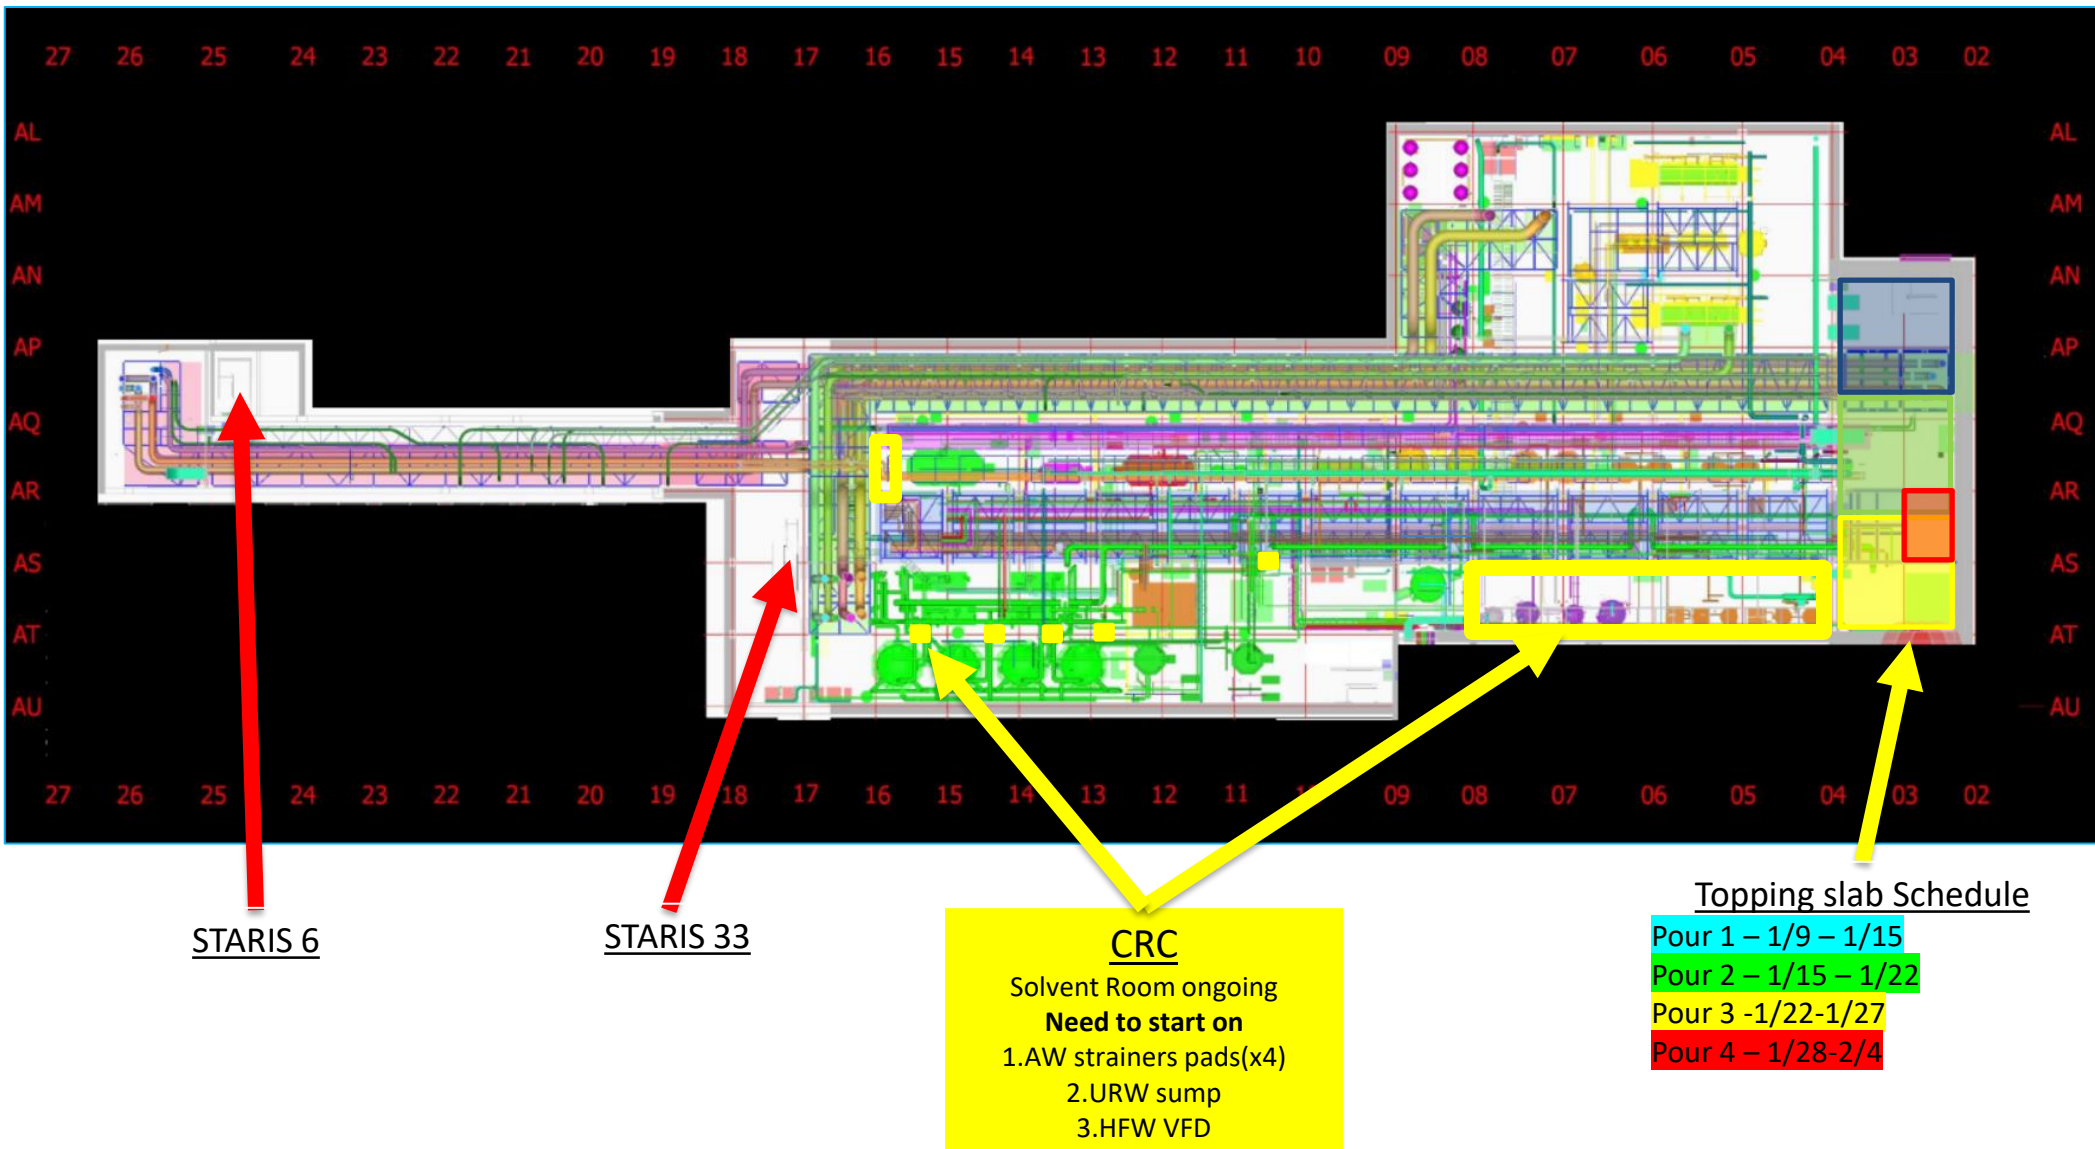 27 26 25 24 23 22 21 20 19 18 17 16 15 14 13 12 11 10 09 08 07 06 05 04 03 02
AL AL
AM AM
AN AN
AP AP
AQ AQ
AR AR
AS AS
AT AT
AU AU
27 26 25 24 23 22 21 20 19 18 17 16 15 14 13 12 11 09 08 07 06 05 04 03 02
STARIS 6
STARIS 33
CRC
Solvent Room ongoing
Need to start on
1.AW strainers pads(x4)
2.URW sump
3.HFW VFD
Topping slab Schedule
Pour 1 – 1/9 – 1/15
Pour 2 – 1/15 – 1/22
Pour 3 -1/22-1/27
Pour 4 – 1/28-2/4